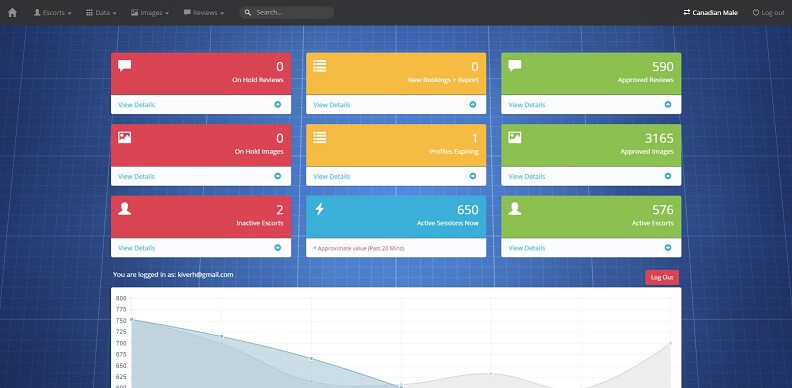 Escorts Data Images Reviews Search... Canadian Male Log out
0 0 590
On Hold Reviews New Bookings + Report Approved Reviews
View Details View Details View Details
0 1 3165
On Hold Images Profiles Expiring Approved Images
View Details View Details View Details
2 650 576
Inactive Escorts Active Sessions Now Active Escorts
View Details * Approximate value (Past 20 Mins). View Details
You are logged in as: kiverh@gmail.com Log Out
800
775
750
725
700
675
650
625
600